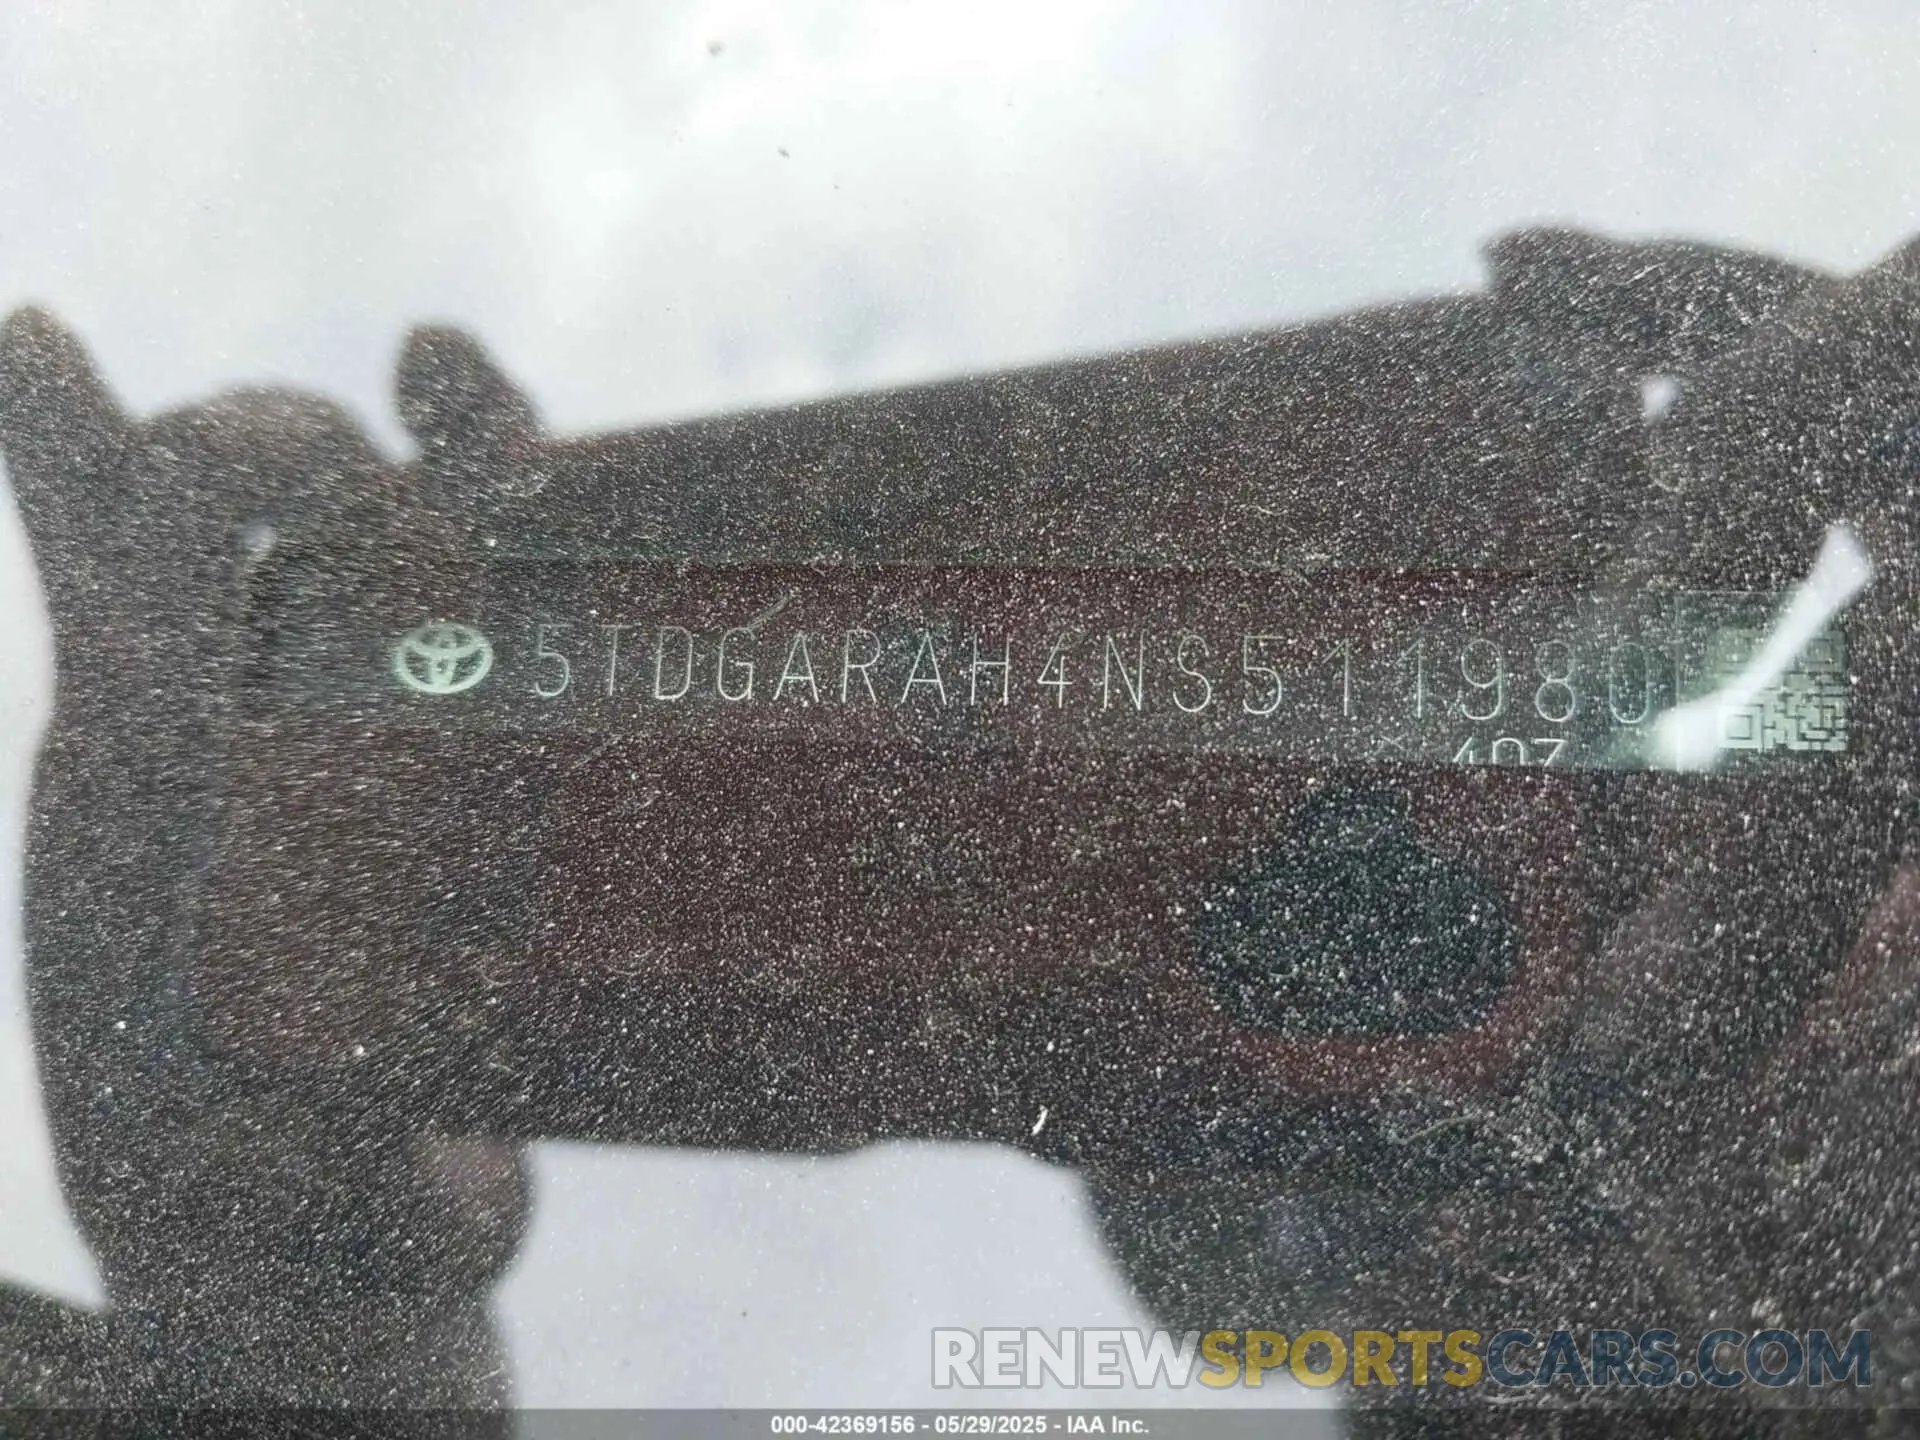 5TDGARAH4NS511980
RENEWSPORTSCARS.COM
000-42369156 - 05/29/2025 - IAA Inc.